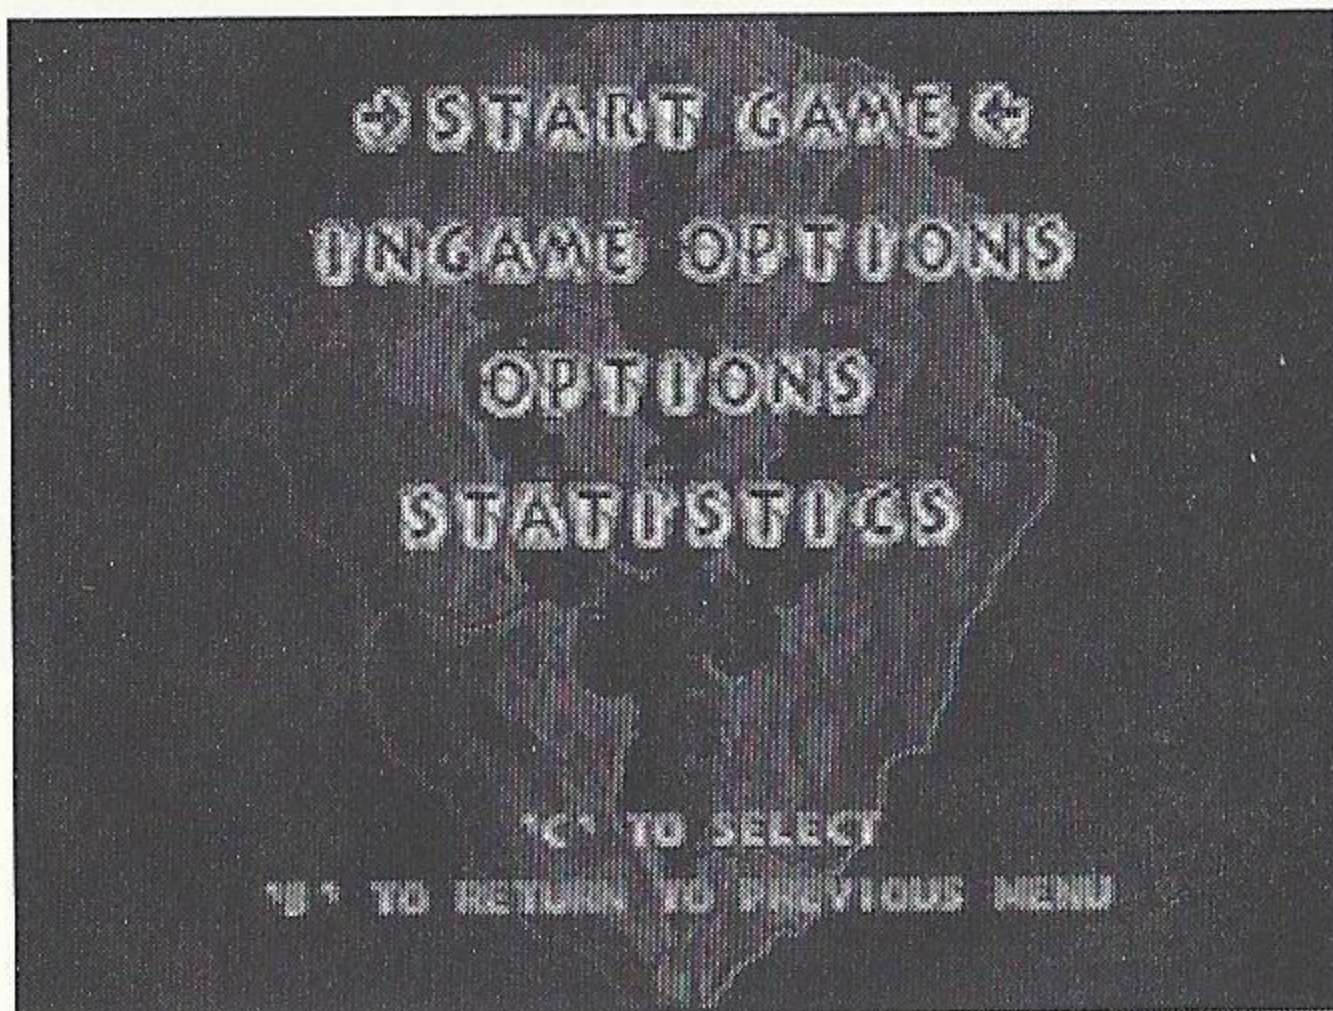 START GAME
INGAME OPTIONS
OPTIONS
STATISTICS
"C" TO SELECT
"B" TO RETURN TO PREVIOUS MENU